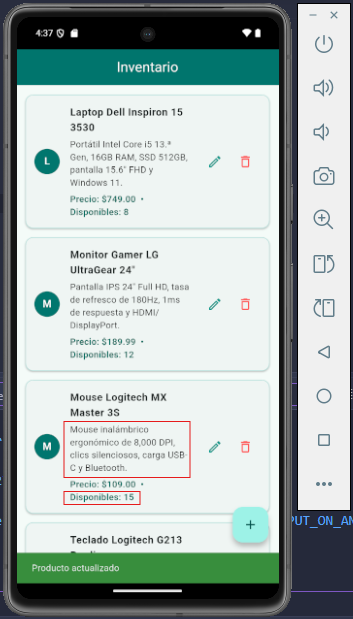 4:37
Inventario
Laptop Dell Inspiron 15
3530
Portátil Intel Core i5 13.ª
Gen, 16GB RAM, SSD 512GB,
pantalla 15.6" FHD y
Windows 11.
Precio: $749.00 •
Disponibles: 8
L
Monitor Gamer LG
UltraGear 24"
Pantalla IPS 24" Full HD, tasa
de refresco de 180Hz, 1ms
de respuesta y HDMI/
DisplayPort.
Precio: $189.99 •
Disponibles: 12
M
Mouse Logitech MX
Master 3S
Mouse inalámbrico
ergonómico de 8,000 DPI,
clics silenciosos, carga USB-
C y Bluetooth.
Precio: $109.00 •
Disponibles: 15
M
Teclado Logitech G213
+
Producto actualizado
PUT_ON_AN